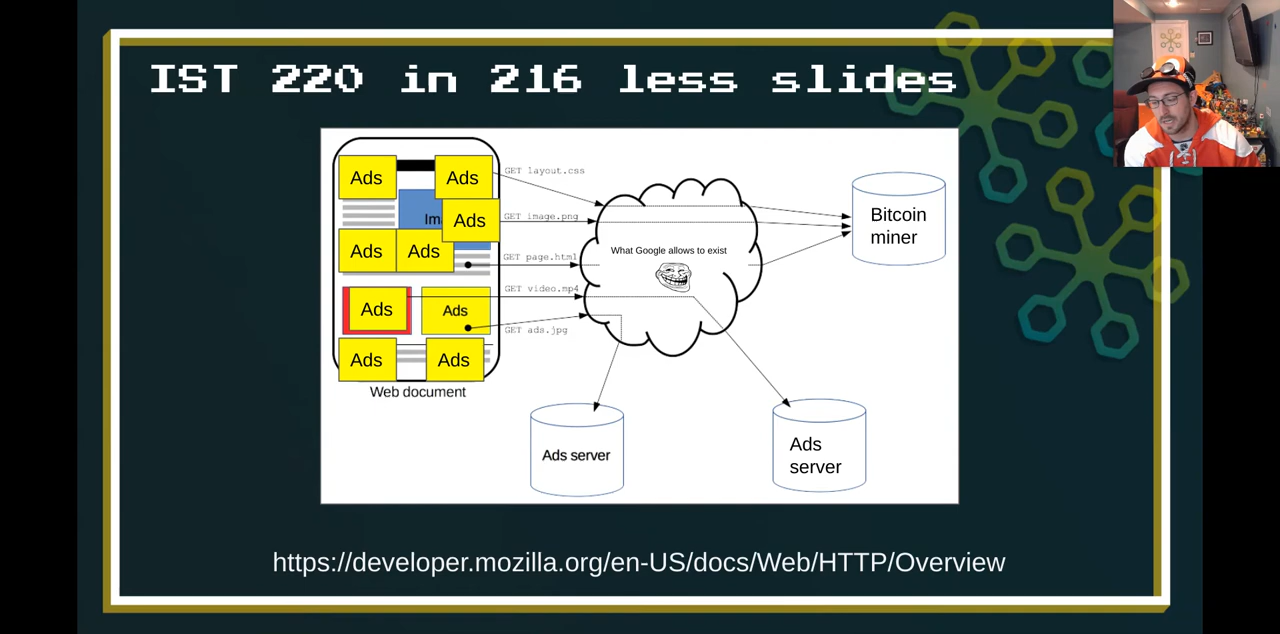 IST 220 in 216 less slides
Ads
Ads
GET layout.css
Ads
GET image.png
Ads
Ads
GET page.html
What Google allows to exist
Bitcoin
miner
Ads
Ads
GET video.mp4
GET ads.jpg
Ads
Ads
Web document
Ads server
Ads
server
https://developer.mozilla.org/en-US/docs/Web/HTTP/Overview